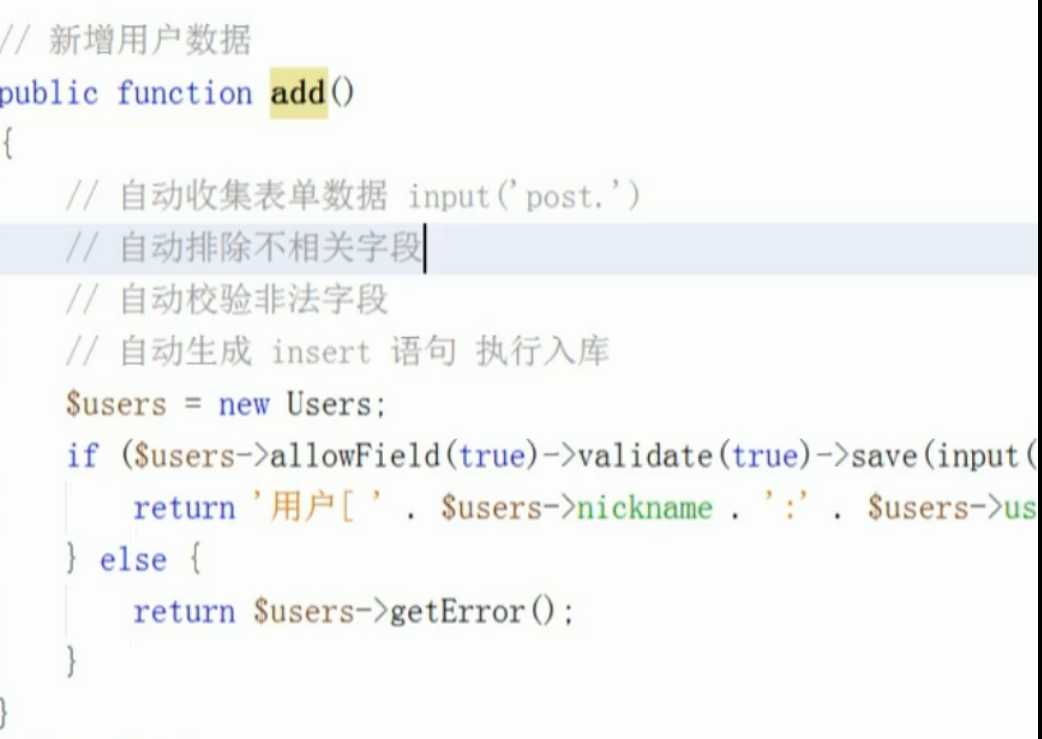 // 新增用户数据
public function add()
{
// 自动收集表单数据 input('post.')
// 自动排除不相关字段
// 自动校验非法字段
// 自动生成 insert 语句 执行入库
$users = new Users;
if ($users->allowField(true)->validate(true)->save(input(
return '用户[ ' . $users->nickname . ':' . $users->us
} else {
return $users->getError();
}
}